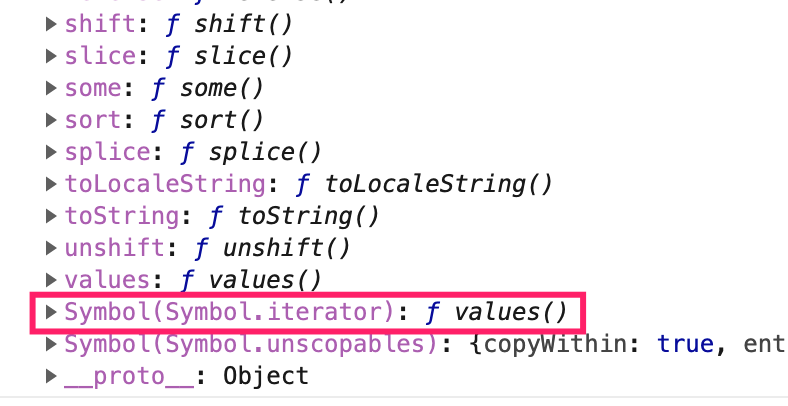 shift: ƒ shift()
slice: ƒ slice()
some: ƒ some()
sort: ƒ sort()
splice: ƒ splice()
toLocaleString: ƒ toLocaleString()
toString: ƒ toString()
unshift: ƒ unshift()
values: ƒ values()
Symbol(Symbol.iterator): ƒ values()
Symbol(Symbol.unscopables): {copyWithin: true, ent
__proto__: Object